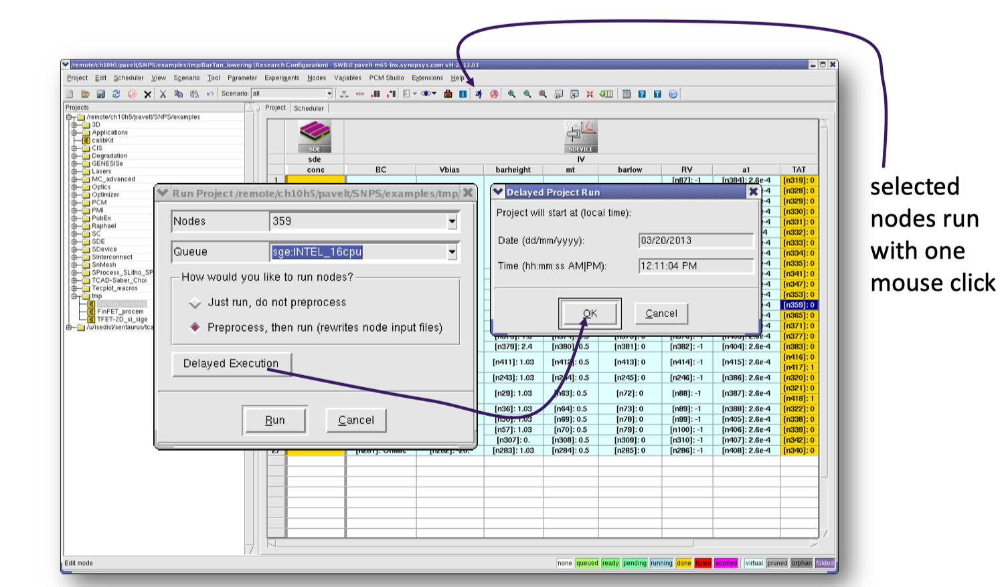 /remote/ch10h5/pavelt/SNPS/examples/tmp/BarTun_lowering (Research Configuration) - SWB@pavelt-m65-lnx.synopsys.com vH-2013.03
Project Edit Scheduler View Scenario Tool Parameter Experiments Nodes Variables PCM Studio Extensions Help
Scenario: all
Projects
/remote/ch10h5/pavelt/SNPS/examples
3D
Applications
calibKit
CIS
Degradation
GENESISe
Lasers
MC_advanced
Optics
Optimizer
PCM
PMI
PubEx
Raphael
SC
SDE
SDevice
Sinterconnect
SnMesh
SProcess_SLitho_SP
TCAD-Saber_Choi
Tecplot_macros
tmp
BarTun_lowering
FinFET_procem
TFET-2D_si_sige
/u/isedist/sentaurus/tca
Project Scheduler
SDE SDEVICE
sde IV
conc BC Vbias barheight mt barlow RV a1 TAT
1 [n87]: -1 [n384]: 2.6e-4 [n319]: 0
-4 [n328]: 0
-4 [n329]: 0
-4 [n330]: 0
-4 [n331]: 0
4 [n332]: 0
-4 [n333]: 0
-4 [n334]: 0
-4 [n335]: 0
-4 [n341]: 0
-4 [n347]: 0
-4 [n353]: 0
-4 [n359]: 0
-4 [n365]: 0
-4 [n371]: 0
[n377]: 0
[n379]: 2.4 [n380]: 0.5 [n381]: 0 [n382]: -1 [n404]: 2.6e-4 [n383]: 0
[n416]: 0
[n411]: 1.03 [n412]: 0.5 [n413]: 0 [n414]: -1 [n415]: 2.6e-4
[n417]: 1
[n243]: 1.03 [n244]: 0.5 [n245]: 0 [n246]: -1 [n386]: 2.6e-4 [n320]: 0
[n321]: 0
[n29]: 1.03 [n63]: 0.5 [n72]: 0 [n88]: -1 [n387]: 2.6e-4
[n418]: 1
[n36]: 1.03 [n64]: 0.5 [n73]: 0 [n89]: -1 [n388]: 2.6e-4 [n322]: 0
[n69]: 0.5 [n78]: 0 [n99]: -1 [n405]: 2.6e-4 [n338]: 0
[n57]: 1.03 [n70]: 0.5 [n79]: 0 [n100]: -1 [n406]: 2.6e-4 [n339]: 0
[n307]: 0. [n308]: 0.5 [n309]: 0 [n310]: -1 [n407]: 2.6e-4 [n342]: 0
27 [n281]: Ohmic [n282]: -20. [n283]: 1.03 [n284]: 0.5 [n285]: 0 [n286]: -1 [n408]: 2.6e-4 [n340]: 0
Run Project /remote/ch10h5/pavelt/SNPS/examples/tmp/
Nodes 359
Queue sge:INTEL_16cpu
How would you like to run nodes?
Just run, do not preprocess
Preprocess, then run (rewrites node input files)
Delayed Execution
Run Cancel
Delayed Project Run
Project will start at (local time):
Date (dd/mm/yyyy): 03/20/2013
Time (hh:mm:ss AM|PM): 12:11:04 PM
OK Cancel
Edit mode
none queued ready pending running done failed aborted virtual pruned orphan folded
selected
nodes run
with one
mouse click